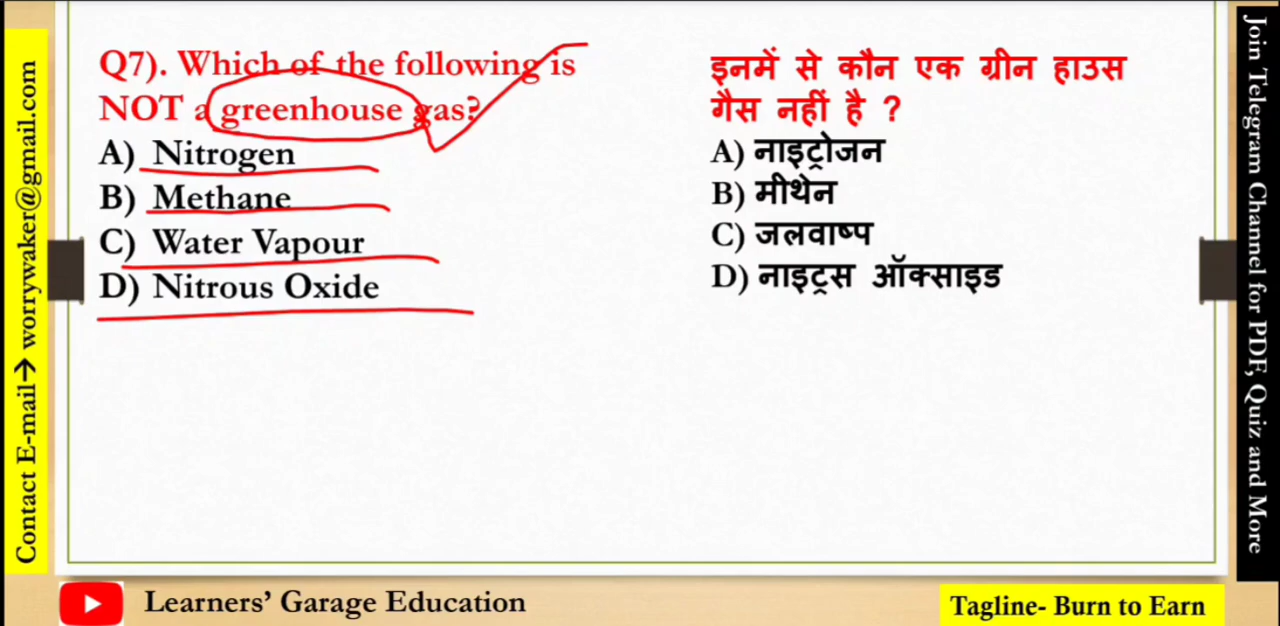 Q7). Which of the following is
NOT a greenhouse gas?
A) Nitrogen
B) Methane
C) Water Vapour
D) Nitrous Oxide
इनमें से कौन एक ग्रीन हाउस
गैस नहीं है ?
A) नाइट्रोजन
B) मीथेन
C) जलवाष्प
D) नाइट्रस ऑक्साइड
Contact E-mail→ worrywaker@gmail.com
Join Telegram Channel for PDF, Quiz and More
Learners’ Garage Education
Tagline- Burn to Earn